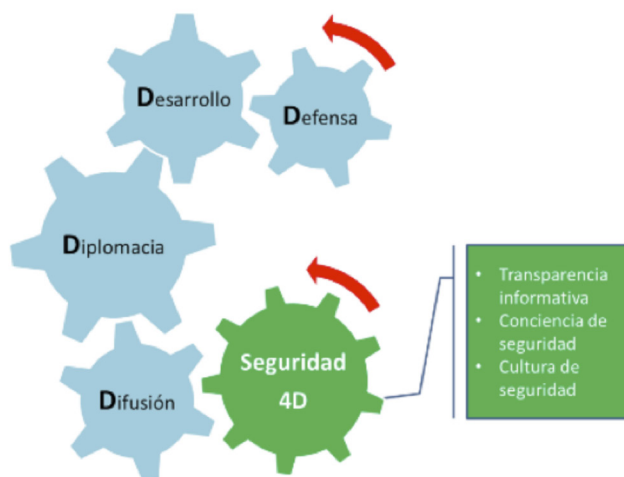 Desarrollo
Defensa
Diplomacia
Difusión
Seguridad
4D
• Transparencia
informativa
• Conciencia de
seguridad
• Cultura de
seguridad